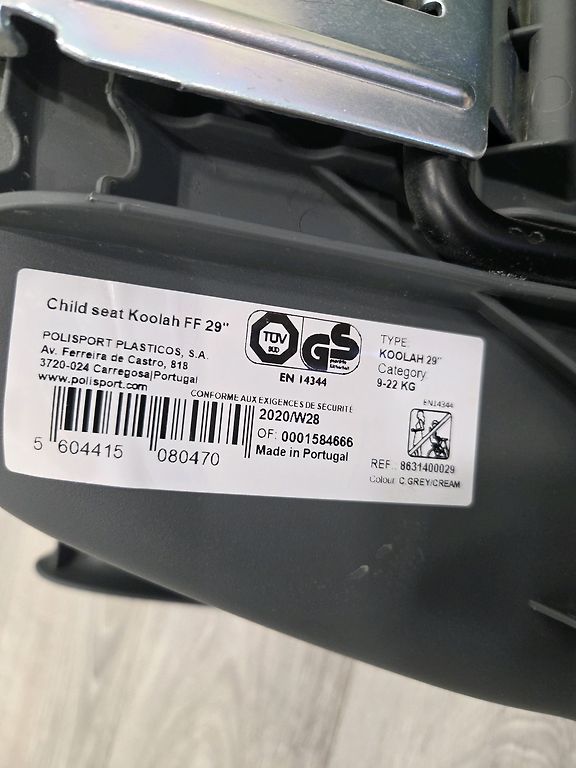 Child seat Koolah FF 29"
POLISPORT PLASTICOS, S.A.
Av. Ferreira de Castro, 818
3720-024 Carregosa|Portugal
www.polisport.com
TÜV
SÜD
GS
EN 14344
CONFORME AUX EXIGENCES DE SECURITE
2020/W28
OF: 0001584666
Made in Portugal
5 604415 080470
TYPE:
KOOLAH 29"
Category:
9-22 KG
EN14344
REF.: 8631400029
Colour: C.GREY/CREAM